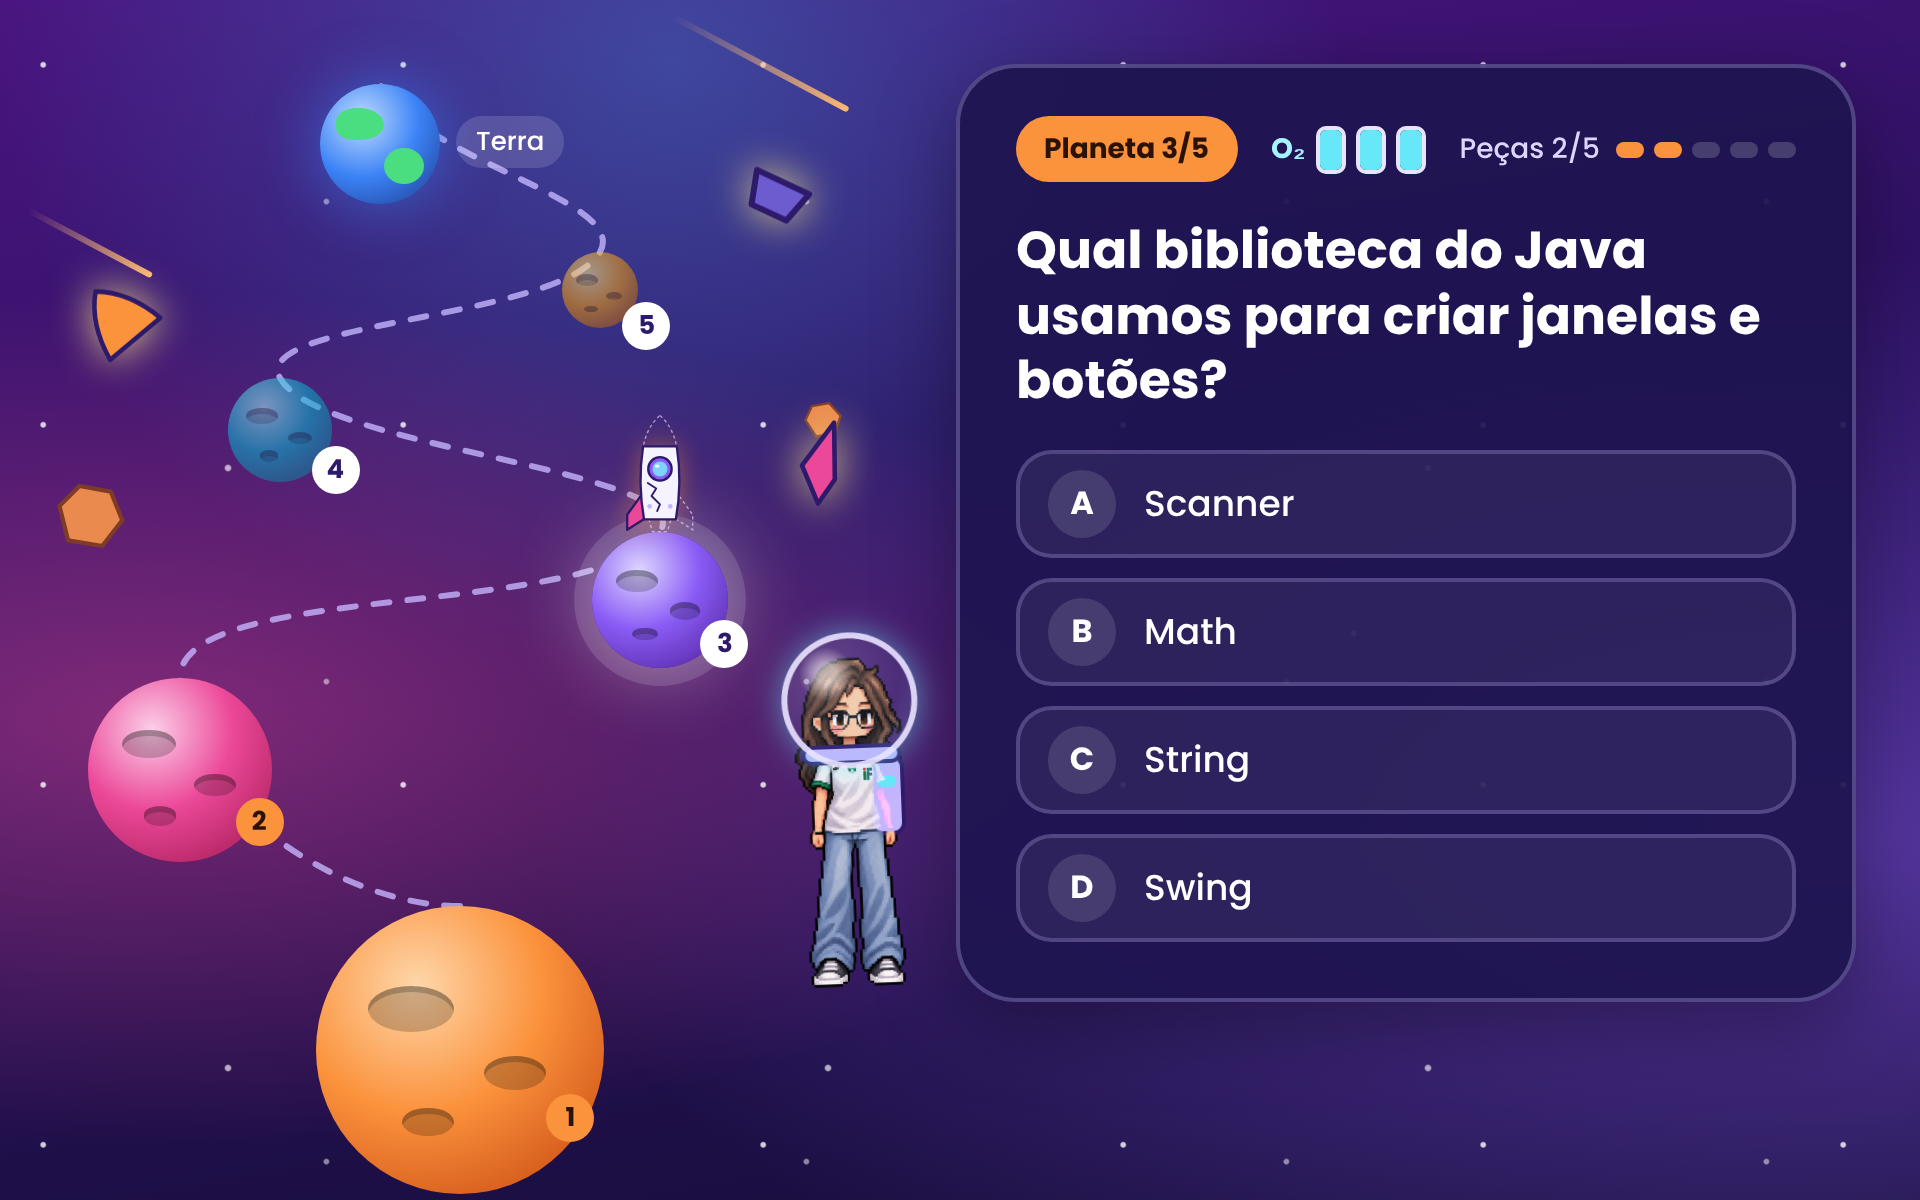 Terra
5
4
3
2
1
iF
Planeta 3/5
O₂
Peças 2/5
Qual biblioteca do Java
usamos para criar janelas e
botões?
A Scanner
B Math
C String
D Swing